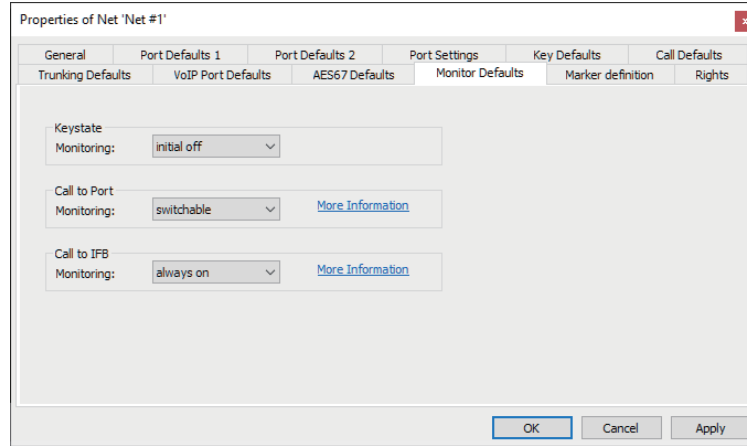 Properties of Net 'Net #1'
General Port Defaults 1 Port Defaults 2 Port Settings Key Defaults Call Defaults
Trunking Defaults VoIP Port Defaults AES67 Defaults Monitor Defaults Marker definition Rights
Keystate
Monitoring: initial off
Call to Port
Monitoring: switchable More Information
Call to IFB
Monitoring: always on More Information
OK Cancel Apply